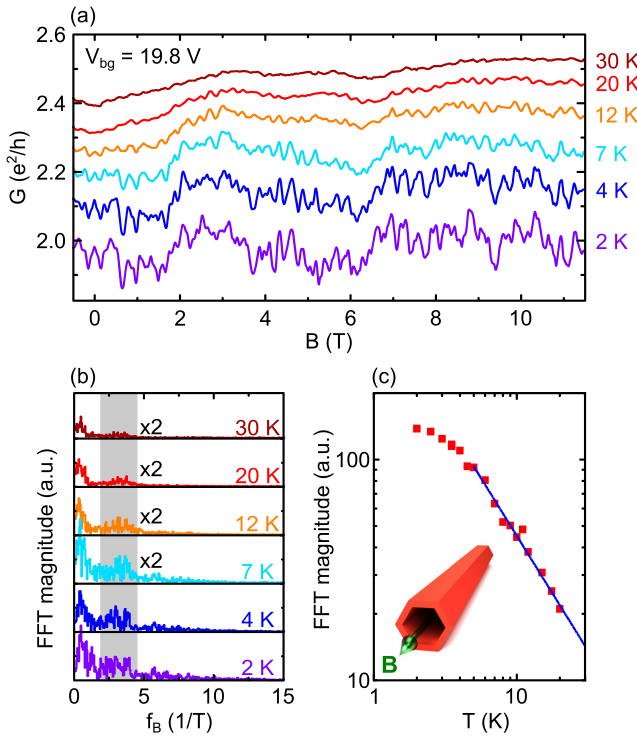 (a)
2.6
V_bg = 19.8 V
30 K
20 K
2.4
12 K
7 K
2.2
4 K
2.0
2 K
G (e²/h)
0 2 4 6 8 10
B (T)
(b)
x2 30 K
x2 20 K
x2 12 K
x2 7 K
4 K
2 K
FFT magnitude (a.u.)
0 5 10 15
f_B (1/T)
(c)
100
10
FFT magnitude (a.u.)
B
1 10
T (K)